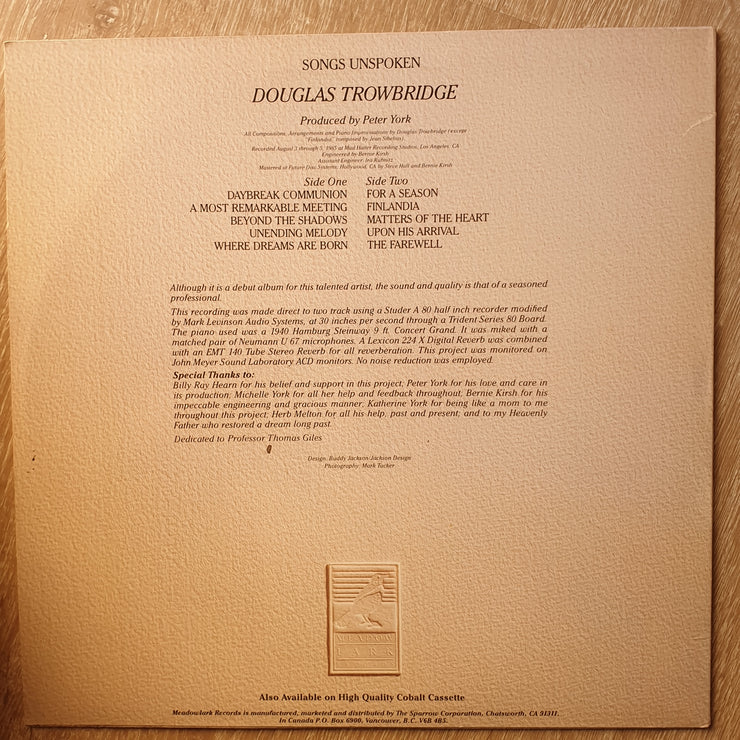 SONGS UNSPOKEN
DOUGLAS TROWBRIDGE
Produced by Peter York
All Compositions, Arrangements and Piano Improvisations by Douglas Trowbridge (except
"Finlandia," composed by Jean Sibelius).
Recorded August 3 through 5, 1985 at Mad Hatter Recording Studios, Los Angeles, CA
Engineered by Bernie Kirsh
Assistant Engineer: Ira Rubnitz
Mastered at Future Disc Systems, Hollywood, CA by Steve Hall and Bernie Kirsh
Side One
DAYBREAK COMMUNION
A MOST REMARKABLE MEETING
BEYOND THE SHADOWS
UNENDING MELODY
WHERE DREAMS ARE BORN
Side Two
FOR A SEASON
FINLANDIA
MATTERS OF THE HEART
UPON HIS ARRIVAL
THE FAREWELL
Although it is a debut album for this talented artist, the sound and quality is that of a seasoned
professional.
This recording was made direct to two track using a Studer A 80 half inch recorder modified
by Mark Levinson Audio Systems, at 30 inches per second through a Trident Series 80 Board.
The piano used was a 1940 Hamburg Steinway 9 ft. Concert Grand. It was miked with a
matched pair of Neumann U 67 microphones. A Lexicon 224 X Digital Reverb was combined
with an EMT 140 Tube Stereo Reverb for all reverberation. This project was monitored on
John Meyer Sound Laboratory ACD monitors. No noise reduction was employed.
Special Thanks to:
Billy Ray Hearn for his belief and support in this project; Peter York for his love and care in
its production; Michelle York for all her help and feedback throughout; Bernie Kirsh for his
impeccable engineering and gracious manner; Katherine York for being like a mom to me
throughout this project; Herb Melton for all his help, past and present; and to my Heavenly
Father who restored a dream long past.
Dedicated to Professor Thomas Giles
Design: Buddy Jackson-Jackson Design
Photography: Mark Tucker
Also Available on High Quality Cobalt Cassette
Meadowlark Records is manufactured, marketed and distributed by The Sparrow Corporation, Chatsworth, CA 91311.
In Canada P.O. Box 6900, Vancouver, B.C. V6B 4B5.